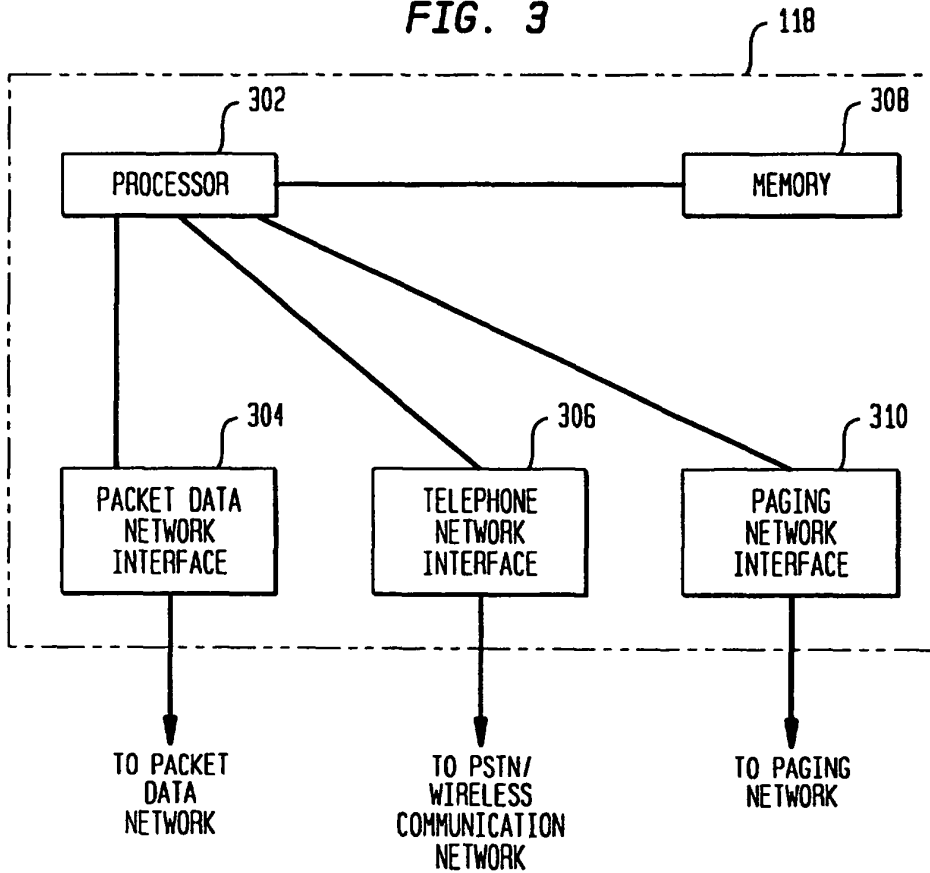 FIG. 3
118
302
308
PROCESSOR
MEMORY
304
306
310
PACKET DATA
NETWORK
INTERFACE
TELEPHONE
NETWORK
INTERFACE
PAGING
NETWORK
INTERFACE
TO PACKET
DATA
NETWORK
TO PSTN/
WIRELESS
COMMUNICATION
NETWORK
TO PAGING
NETWORK